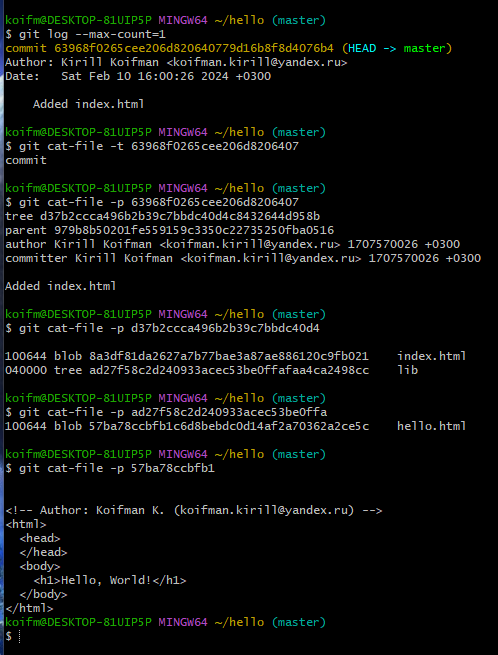 koifm@DESKTOP-81UIP5P MINGW64 ~/hello (master)
$ git log --max-count=1
commit 63968f0265cee206d820640779d16b8f8d4076b4 (HEAD -> master)
Author: Kirill Koifman <koifman.kirill@yandex.ru>
Date:   Sat Feb 10 16:00:26 2024 +0300
    Added index.html
koifm@DESKTOP-81UIP5P MINGW64 ~/hello (master)
$ git cat-file -t 63968f0265cee206d8206407
commit
koifm@DESKTOP-81UIP5P MINGW64 ~/hello (master)
$ git cat-file -p 63968f0265cee206d8206407
tree d37b2ccca496b2b39c7bbdc40d4c8432644d958b
parent 979b8b50201fe559159c3350c22735250fba0516
author Kirill Koifman <koifman.kirill@yandex.ru> 1707570026 +0300
committer Kirill Koifman <koifman.kirill@yandex.ru> 1707570026 +0300
Added index.html
koifm@DESKTOP-81UIP5P MINGW64 ~/hello (master)
$ git cat-file -p d37b2ccca496b2b39c7bbdc40d4
100644 blob 8a3df81da2627a7b77bae3a87ae886120c9fb021    index.html
040000 tree ad27f58c2d240933acec53be0ffafaa4ca2498cc    lib
koifm@DESKTOP-81UIP5P MINGW64 ~/hello (master)
$ git cat-file -p ad27f58c2d240933acec53be0ffa
100644 blob 57ba78ccbfb1c6d8bebdc0d14af2a70362a2ce5c    hello.html
koifm@DESKTOP-81UIP5P MINGW64 ~/hello (master)
$ git cat-file -p 57ba78ccbfb1
<!-- Author: Koifman K. (koifman.kirill@yandex.ru) -->
<html>
  <head>
  </head>
  <body>
    <h1>Hello, World!</h1>
  </body>
</html>
koifm@DESKTOP-81UIP5P MINGW64 ~/hello (master)
$